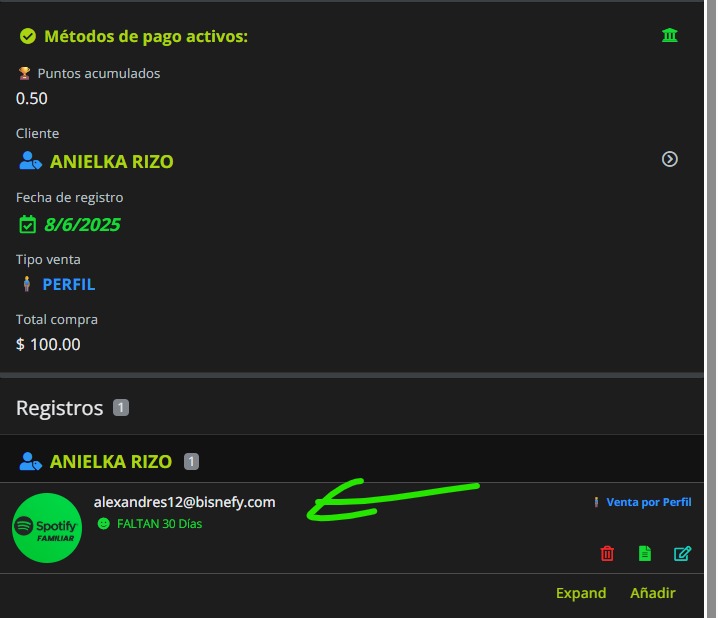 Métodos de pago activos:
Puntos acumulados
0.50
Cliente
ANIELKA RIZO
Fecha de registro
8/6/2025
Tipo venta
PERFIL
Total compra
$ 100.00
Registros 1
ANIELKA RIZO 1
alexandres12@bisnefy.com
Venta por Perfil
FALTAN 30 Días
Spotify
FAMILIAR
Expand Añadir